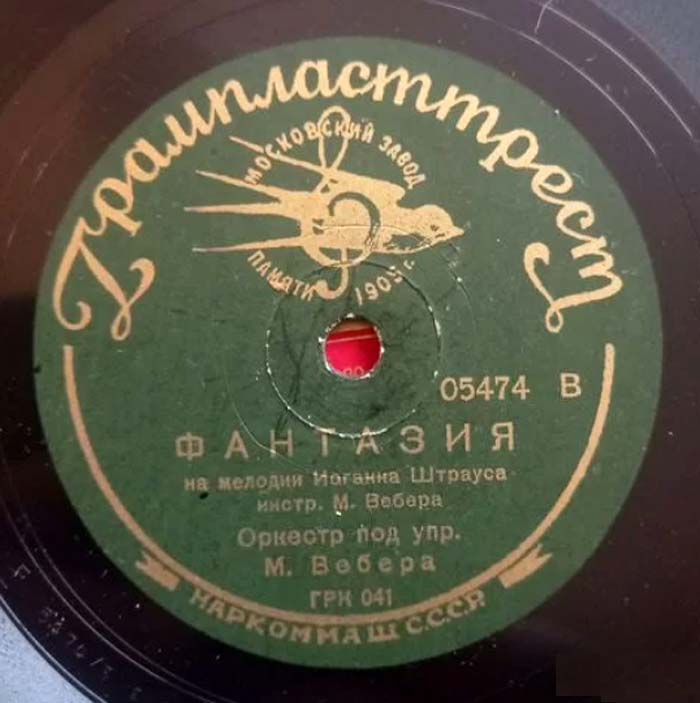 Грампласттрест
МОСКОВСКИЙ ЗАВОД
ПАМЯТИ 1905 г.
05474 В
ФАНТАЗИЯ
на мелодии Иоганна Штрауса
инстр. М. Вебера
Оркестр под упр.
М. Вебера
ГРК 041
НАРКОММАШ С.С.С.Р.